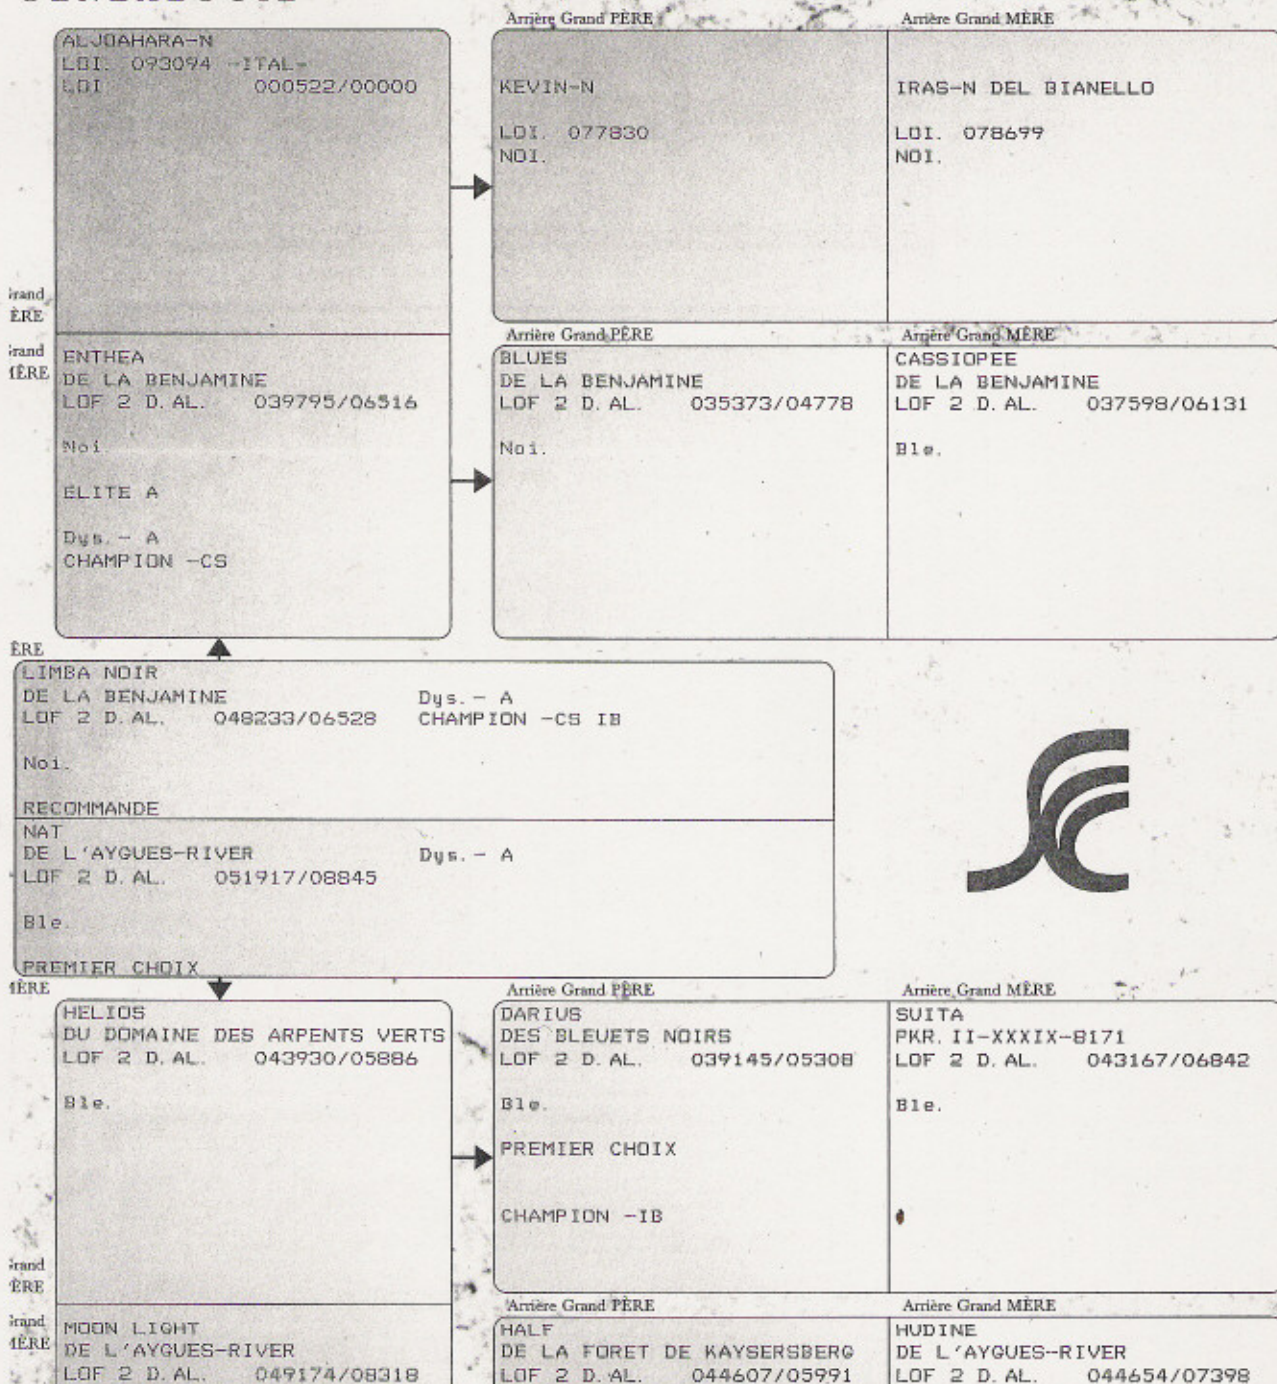 Arrière Grand PÈRE
Arrière Grand MÈRE
ALJOAHARA-N
LOI. 093094 -ITAL-
LOI 000522/00000
KEVIN-N
LOI. 077830
NOI.
IRAS-N DEL BIANELLO
LOI. 078699
NOI.
Grand
ÈRE
Grand
MÈRE
ENTHEA
DE LA BENJAMINE
LOF 2 D.AL. 039795/06516
Noi.
ELITE A
Dys.- A
CHAMPION -CS
Arrière Grand PÈRE
BLUES
DE LA BENJAMINE
LOF 2 D.AL. 035373/04778
Noi.
Arrière Grand MÈRE
CASSIOPEE
DE LA BENJAMINE
LOF 2 D.AL. 037598/06131
Ble.
ÈRE
LIMBA NOIR
DE LA BENJAMINE Dys.- A
LOF 2 D.AL. 048233/06528 CHAMPION -CS IB
Noi.
RECOMMANDE
NAT
DE L'AYGUES-RIVER Dys.- A
LOF 2 D.AL. 051917/08845
Ble.
PREMIER CHOIX
MÈRE
HELIOS
DU DOMAINE DES ARPENTS VERTS
LOF 2 D.AL. 043930/05886
Ble.
Arrière Grand PÈRE
DARIUS
DES BLEUETS NOIRS
LOF 2 D.AL. 039145/05308
Ble.
PREMIER CHOIX
CHAMPION -IB
Arrière Grand MÈRE
SUITA
PKR.II-XXXIX-8171
LOF 2 D.AL. 043167/06842
Ble.
Grand
ÈRE
Grand
MÈRE
MOON LIGHT
DE L'AYGUES-RIVER
LOF 2 D.AL. 049174/08318
Arrière Grand PÈRE
HALF
DE LA FORET DE KAYSERSBERG
LOF 2 D.AL. 044607/05991
Arrière Grand MÈRE
HUDINE
DE L'AYGUES-RIVER
LOF 2 D.AL. 044654/07398